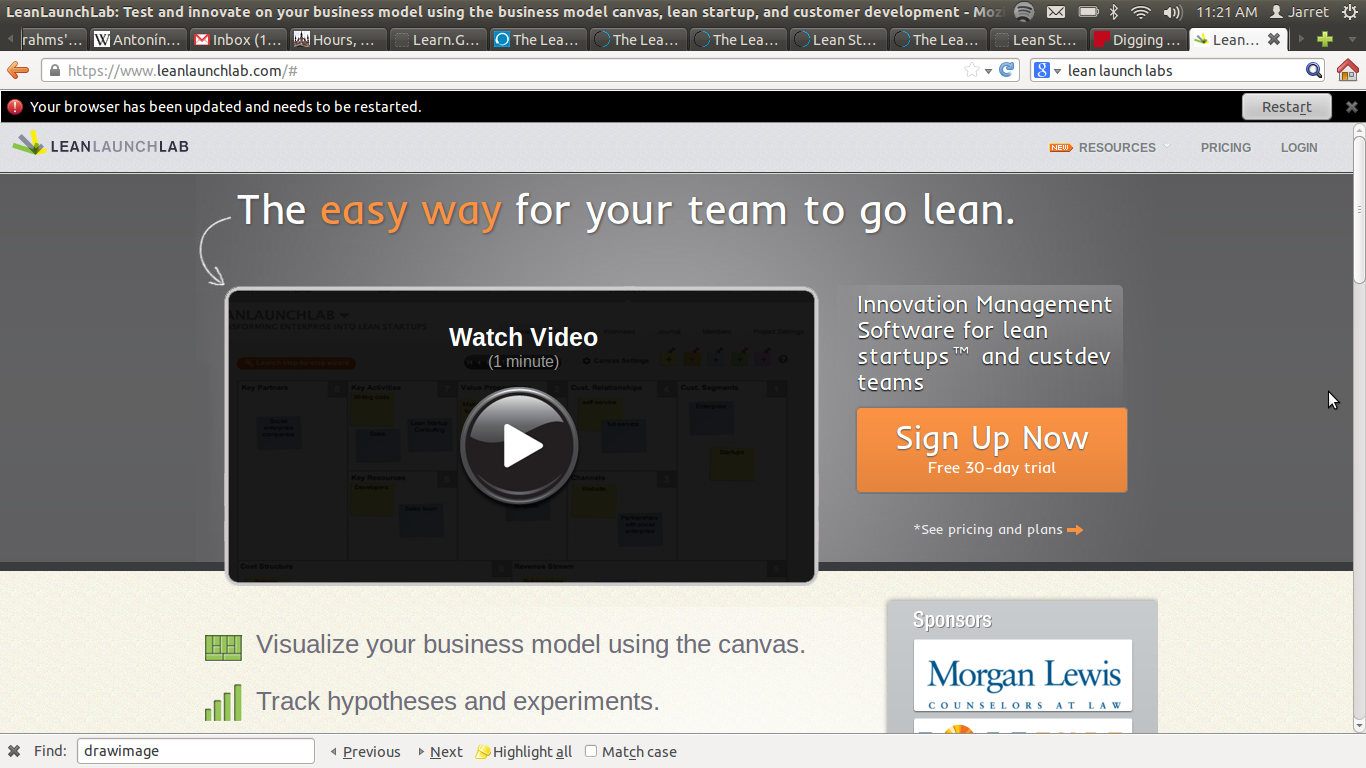 LeanLaunchLab: Test and innovate on your business model using the business model canvas, lean startup, and customer development - Moz
11:21 AM Jarret
rahms'... Antonín... Inbox (1... Hours, ... Learn.G... The Lea... The Lea... The Lea... Lean St... The Lea... Lean St... Digging ... Lean...
https://www.leanlaunchlab.com/#
lean launch labs
Your browser has been updated and needs to be restarted.
Restart
LEANLAUNCHLAB
NEW RESOURCES PRICING LOGIN
The easy way for your team to go lean.
Watch Video
(1 minute)
Key Partners
Key Activities
Cust. Relationships
Cust. Segments
Key Resources
Channels
Cost Structure
Revenue Stream
Innovation Management
Software for lean
startups™ and custdev
teams
Sign Up Now
Free 30-day trial
*See pricing and plans
Visualize your business model using the canvas.
Track hypotheses and experiments.
Sponsors
Morgan Lewis
COUNSELORS AT LAW
Find: drawimage Previous Next Highlight all Match case